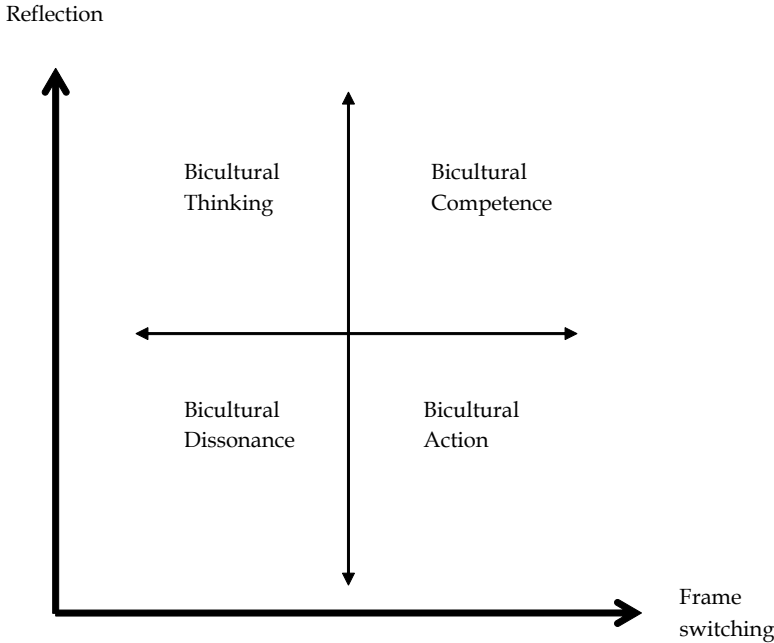 Reflection
Bicultural
Thinking
Bicultural
Competence
Bicultural
Dissonance
Bicultural
Action
Frame
switching